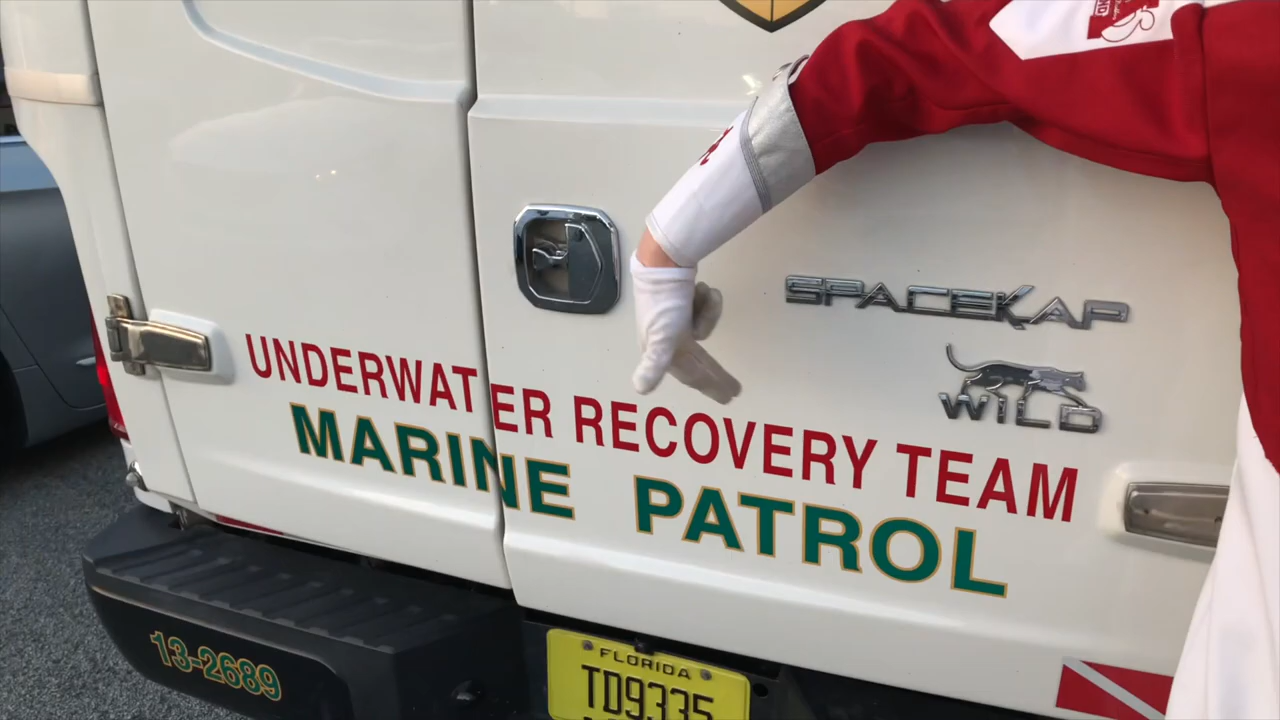 SPACEKAP
WILD
UNDERWATER RECOVERY TEAM
MARINE PATROL
13-2689
FLORIDA
TD9335